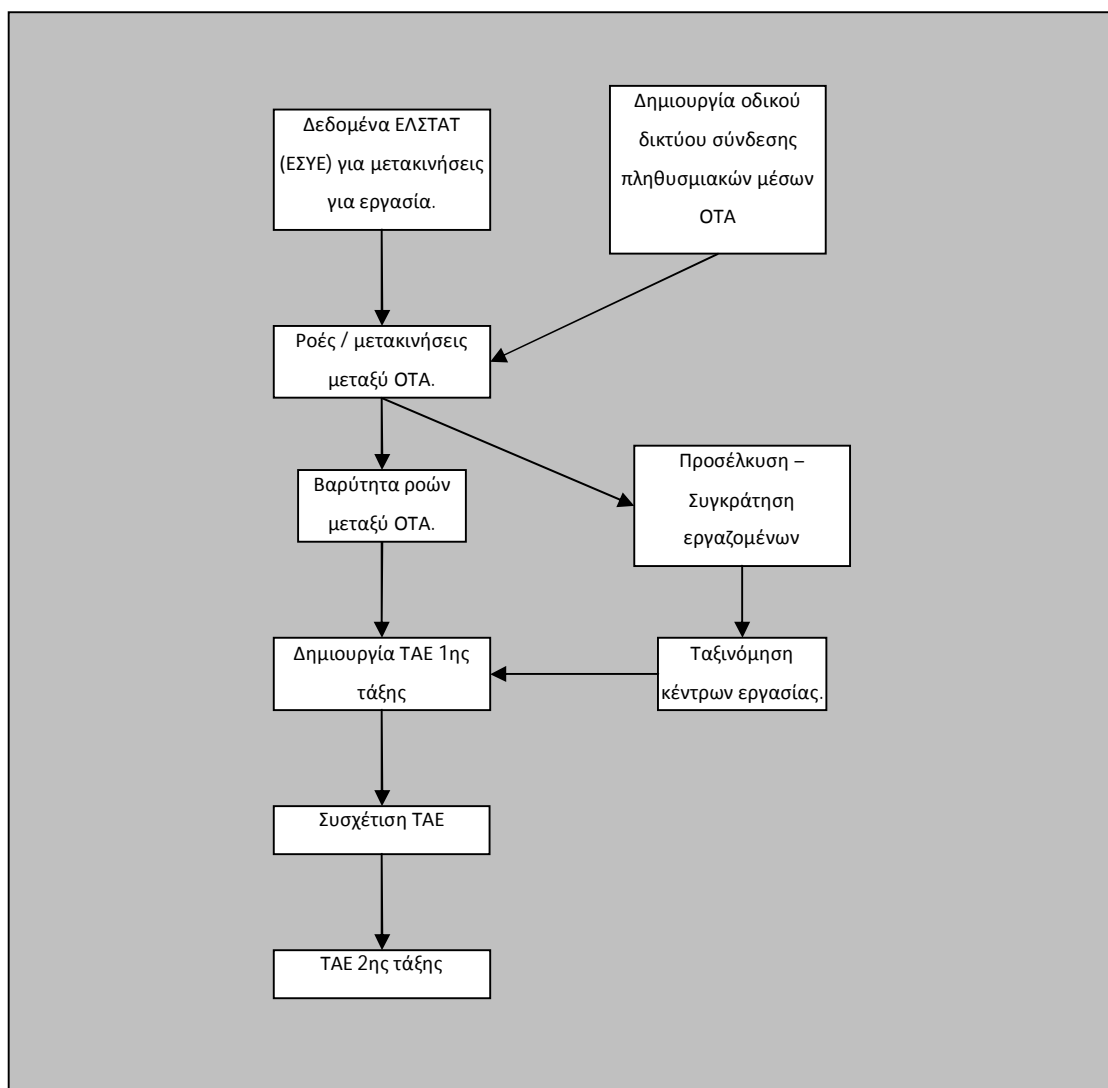 Δεδομένα ΕΛΣΤΑΤ
(ΕΣΥΕ) για μετακινήσεις
για εργασία.
Δημιουργία οδικού
δικτύου σύνδεσης
πληθυσμιακών μέσων
ΟΤΑ
Ροές / μετακινήσεις
μεταξύ ΟΤΑ.
Βαρύτητα ροών
μεταξύ ΟΤΑ.
Προσέλκυση –
Συγκράτηση
εργαζομένων
Δημιουργία ΤΑΕ 1ης
τάξης
Ταξινόμηση
κέντρων εργασίας.
Συσχέτιση ΤΑΕ
ΤΑΕ 2ης τάξης